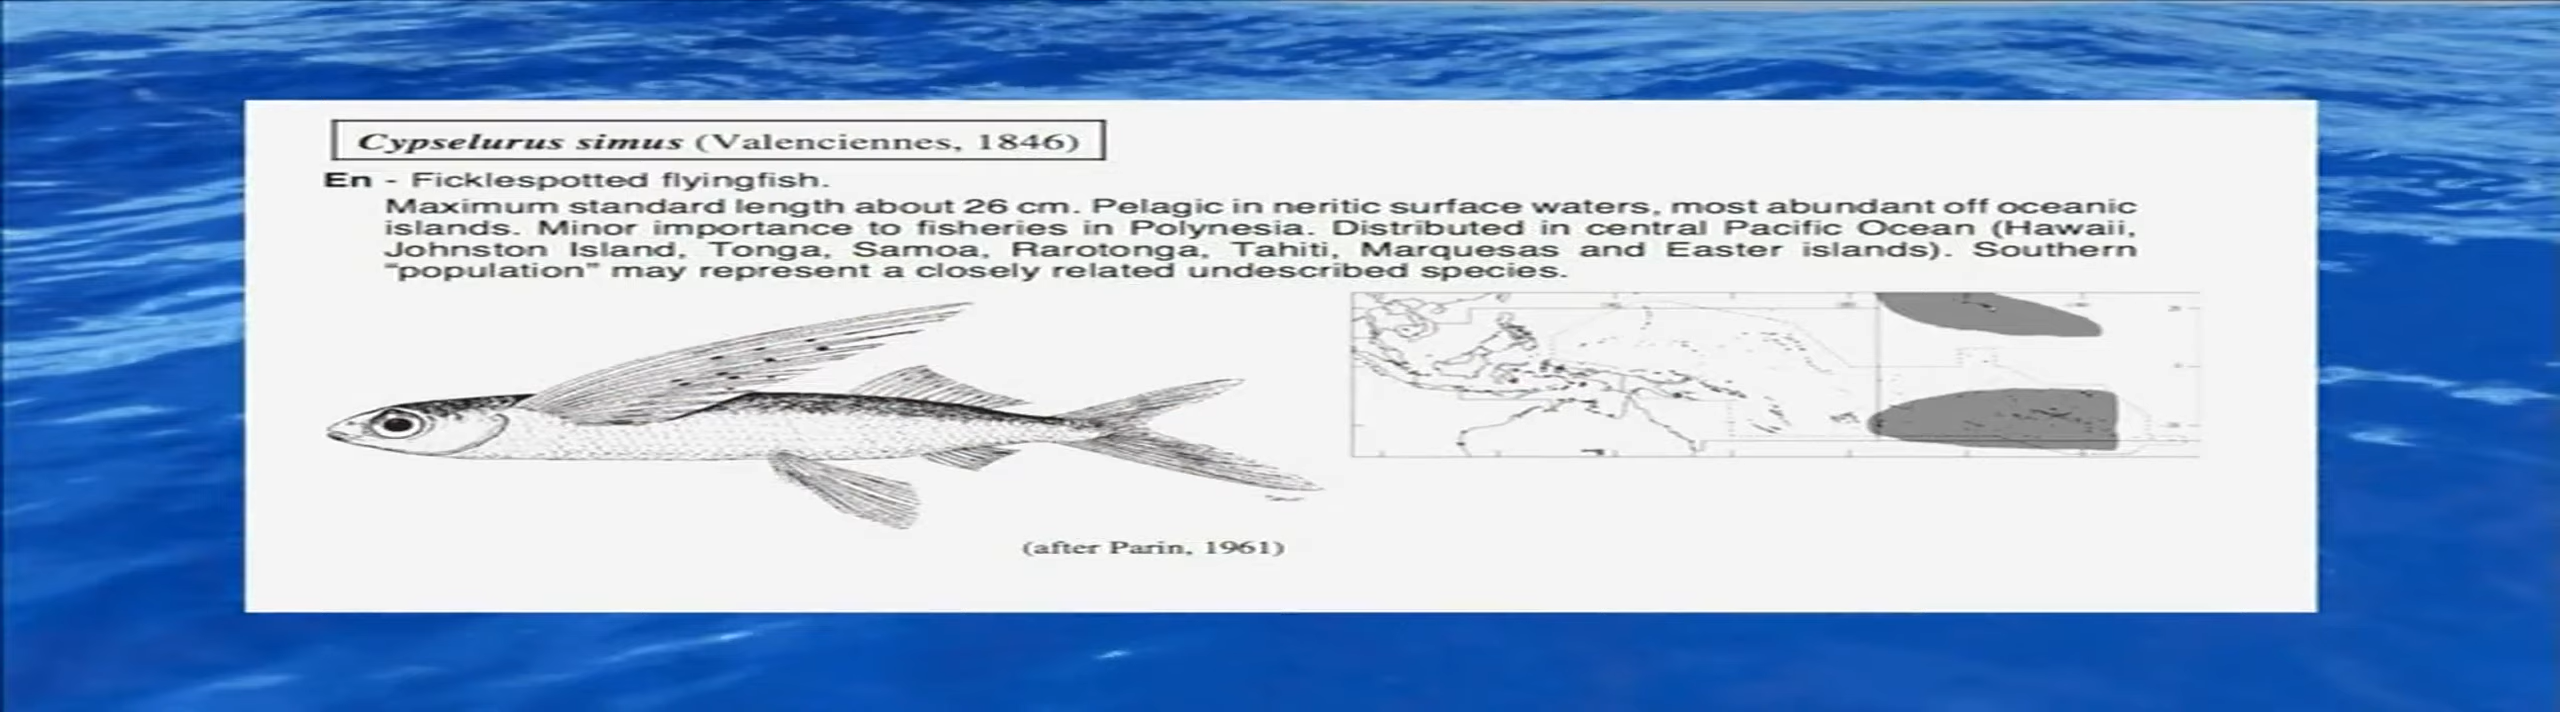 Cypselurus simus (Valenciennes, 1846)
En - Ficklespotted flyingfish.
Maximum standard length about 26 cm. Pelagic in neritic surface waters, most abundant off oceanic
islands. Minor importance to fisheries in Polynesia. Distributed in central Pacific Ocean (Hawaii,
Johnston Island, Tonga, Samoa, Rarotonga, Tahiti, Marquesas and Easter islands). Southern
“population” may represent a closely related undescribed species.
(after Parin, 1961)